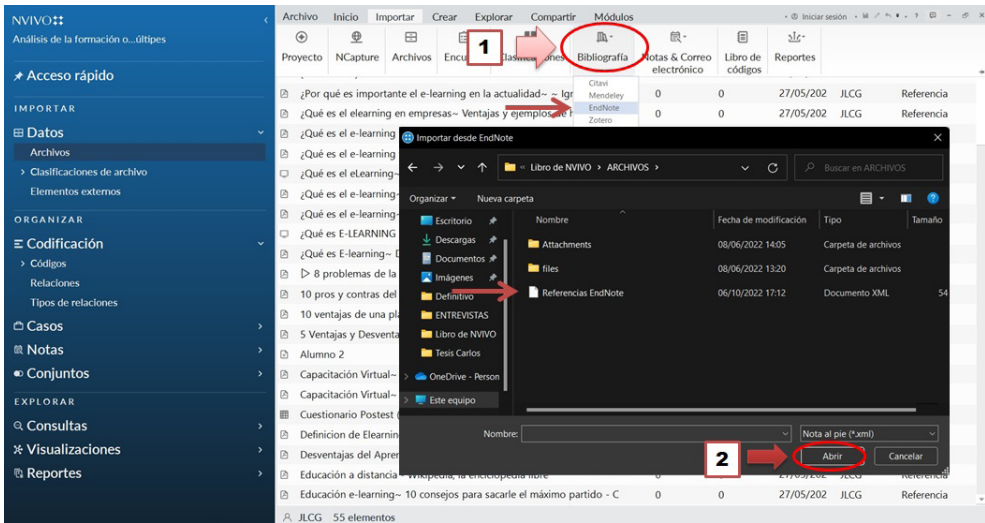 NVIVO
Análisis de la formación o...últipes
Acceso rápido
IMPORTAR
Datos
Archivos
Clasificaciones de archivo
Elementos externos
ORGANIZAR
Codificación
Códigos
Relaciones
Tipos de relaciones
Casos
Notas
Conjuntos
EXPLORAR
Consultas
Visualizaciones
Reportes
Archivo Inicio Importar Crear Explorar Compartir Módulos
Iniciar sesión
Proyecto NCapture Archivos Encu Clasificaciones Bibliografía Notas & Correo electrónico Libro de códigos Reportes
1
Citavi
Mendeley
EndNote
Zotero
¿Por qué es importante el e-learning en la actualidad~ ~ Igr 0 0 27/05/202 JLCG Referencia
¿Qué es el elearning en empresas~ Ventajas y ejemplos de h 0 0 27/05/202 JLCG Referencia
¿Qué es el e-learning
¿Qué es el e-learning
¿Qué es el eLearning~
¿Qué es el e-learning-
¿Qué es el e-learning-
¿Qué es E-LEARNING
¿Qué es E-learning~ D
▷ 8 problemas de la
10 pros y contras del
10 ventajas de una pla
5 Ventajas y Desventa
Alumno 2
Capacitación Virtual~
Capacitación Virtual~
Cuestionario Postest (
Definicion de Elearnin
Desventajas del Aprer
Educación a distancia - Wikipedia, la enciclopedia libre 0 0 27/05/202 JLCG Referencia
Educación e-learning~ 10 consejos para sacarle el máximo partido - C 0 0 27/05/202 JLCG Referencia
JLCG 55 elementos
Importar desde EndNote
« Libro de NVIVO > ARCHIVOS >
Buscar en ARCHIVOS
Organizar Nueva carpeta
Escritorio
Descargas
Documentos
Imágenes
Definitivo
ENTREVISTAS
Libro de NVIVO
Tesis Carlos
OneDrive - Person
Este equipo
Nombre Fecha de modificación Tipo Tamaño
Attachments 08/06/2022 14:05 Carpeta de archivos
files 08/06/2022 13:20 Carpeta de archivos
Referencias EndNote 06/10/2022 17:12 Documento XML 54
Nombre: Nota al pie (*.xml)
2
Abrir Cancelar